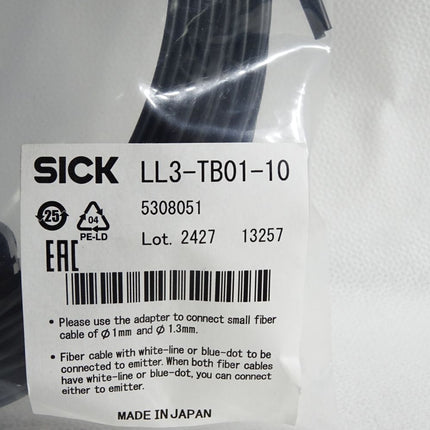 SICK LL3-TB01-10
5308051
25
04
PE-LD
Lot. 2427 13257
EAC
• Please use the adapter to connect small fiber
cable of φ1mm and φ 1.3mm.
• Fiber cable with white-line or blue-dot to be
connected to emitter. When both fiber cables
have white-line or blue-dot, you can connect
either to emitter.
MADE IN JAPAN